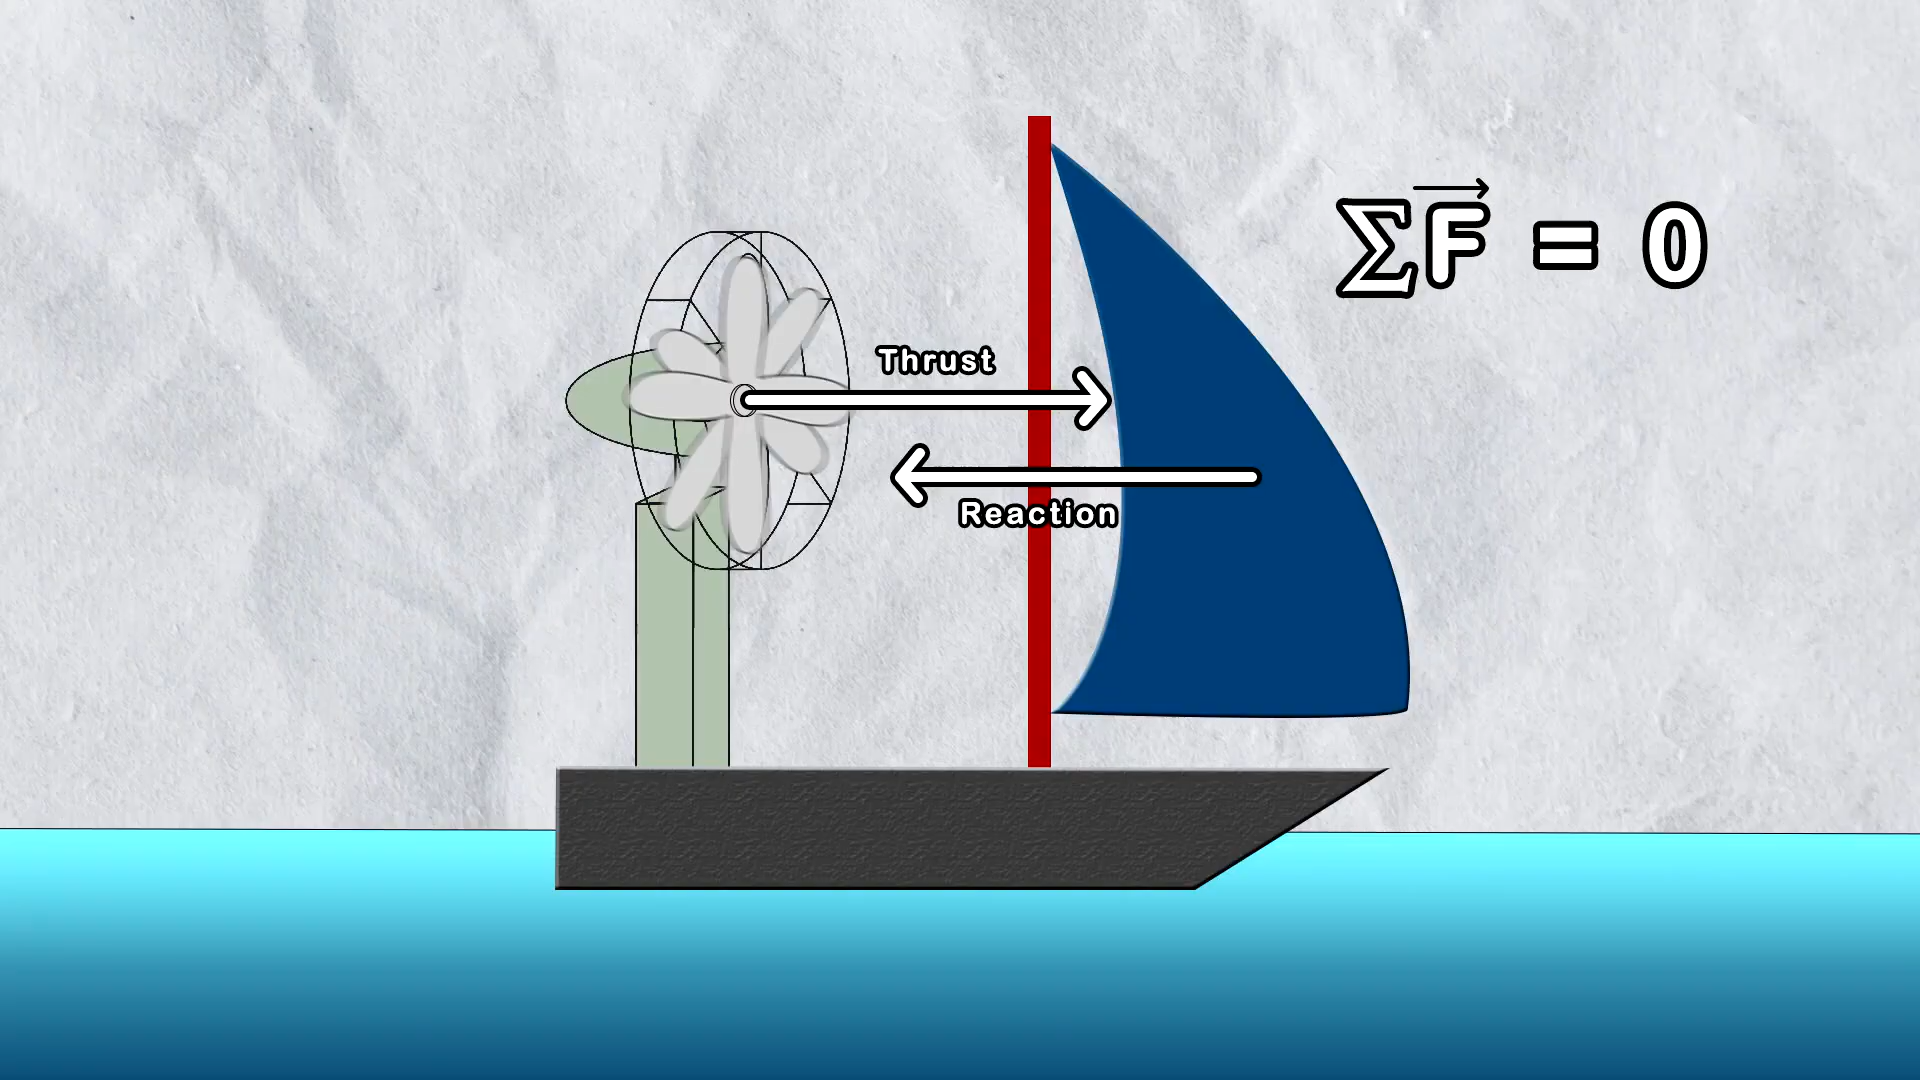 ΣF⃗ = 0
Thrust
Reaction